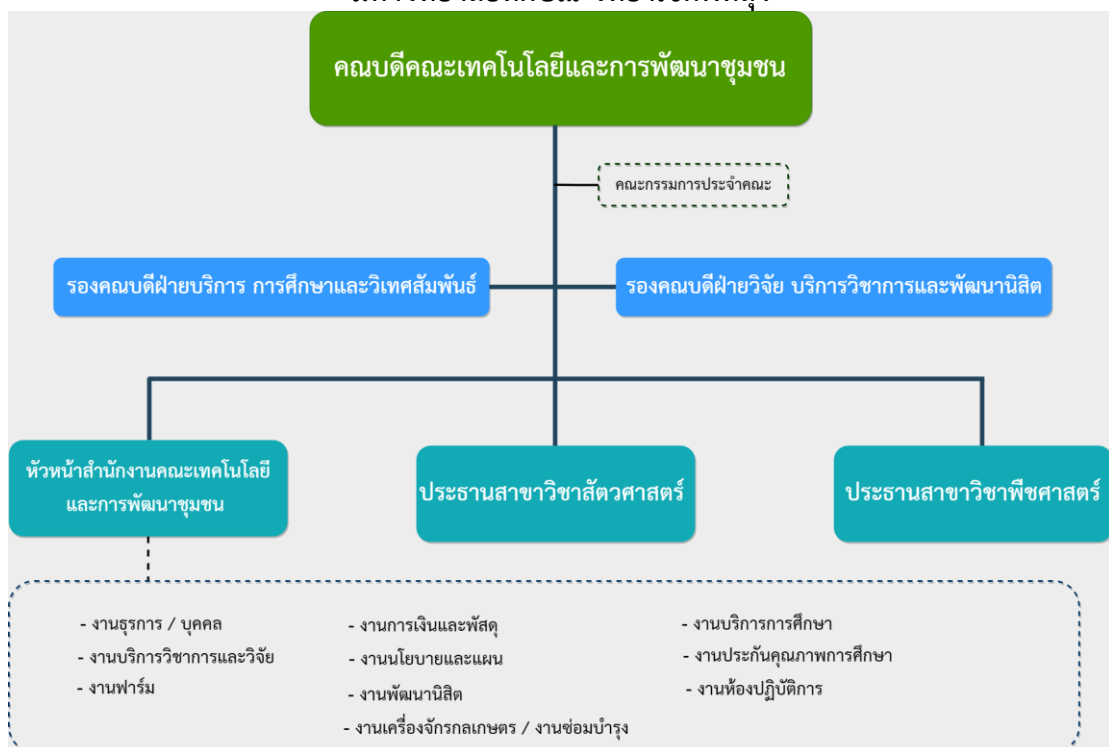 คณบดีคณะเทคโนโลยีและการพัฒนาชุมชน
คณะกรรมการประจำคณะ
รองคณบดีฝ่ายบริการ การศึกษาและวิเทศสัมพันธ์
รองคณบดีฝ่ายวิจัย บริการวิชาการและพัฒนานิสิต
หัวหน้าสำนักงานคณะเทคโนโลยี
และการพัฒนาชุมชน
ประธานสาขาวิชาสัตวศาสตร์
ประธานสาขาวิชาพืชศาสตร์
- งานธุรการ / บุคคล
- งานบริการวิชาการและวิจัย
- งานฟาร์ม
- งานการเงินและพัสดุ
- งานนโยบายและแผน
- งานพัฒนานิสิต
- งานเครื่องจักรกลเกษตร / งานซ่อมบำรุง
- งานบริการการศึกษา
- งานประกันคุณภาพการศึกษา
- งานห้องปฏิบัติการ